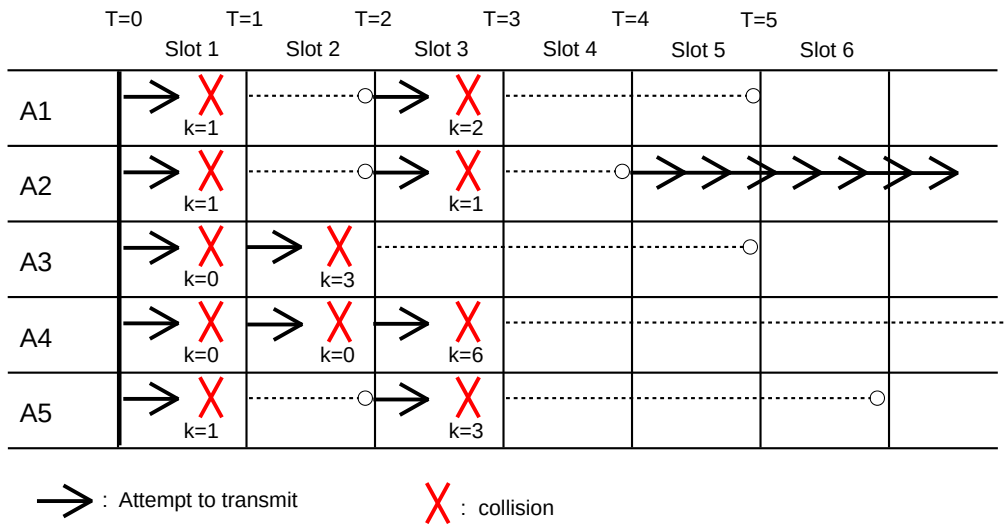 T=0 T=1 T=2 T=3 T=4 T=5
Slot 1 Slot 2 Slot 3 Slot 4 Slot 5 Slot 6
A1
k=1 k=2
A2
k=1 k=1
A3
k=0 k=3
A4
k=0 k=0 k=6
A5
k=1 k=3
: Attempt to transmit : collision